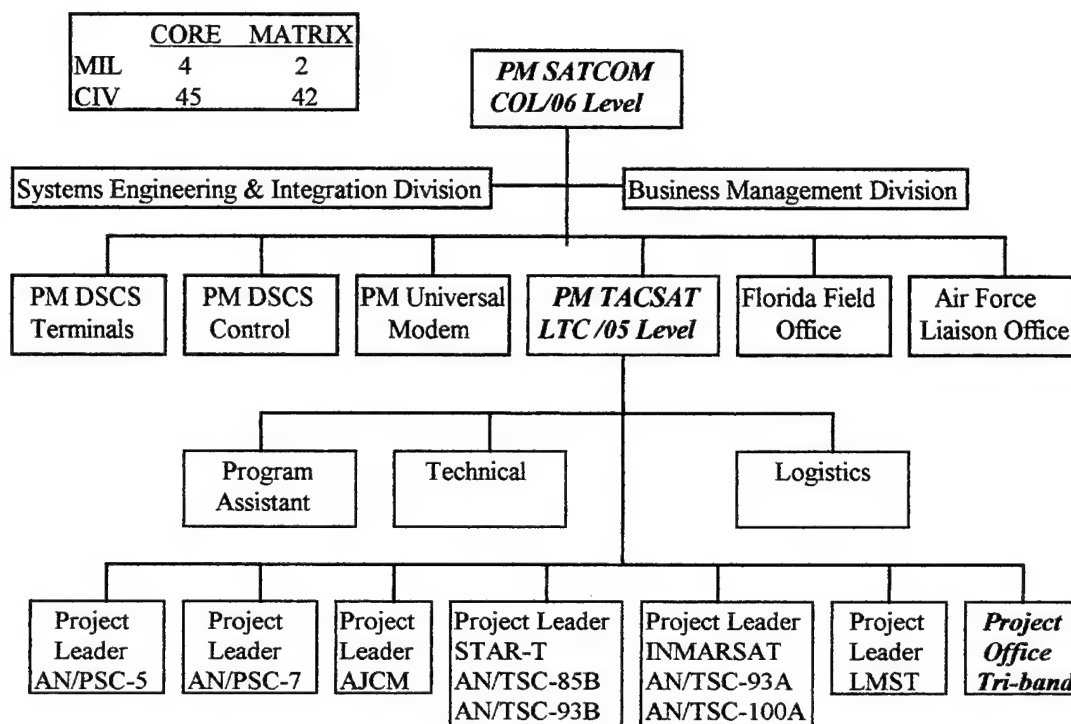 CORE MATRIX
MIL 4 2
CIV 45 42
PM SATCOM
COL/06 Level
Systems Engineering & Integration Division
Business Management Division
PM DSCS
Terminals
PM DSCS
Control
PM Universal
Modem
PM TACSAT
LTC /05 Level
Florida Field
Office
Air Force
Liaison Office
Program
Assistant
Technical
Logistics
Project
Leader
AN/PSC-5
Project
Leader
AN/PSC-7
Project
Leader
AJCM
Project Leader
STAR-T
AN/TSC-85B
AN/TSC-93B
Project Leader
INMARSAT
AN/TSC-93A
AN/TSC-100A
Project
Leader
LMST
Project
Office
Tri-band